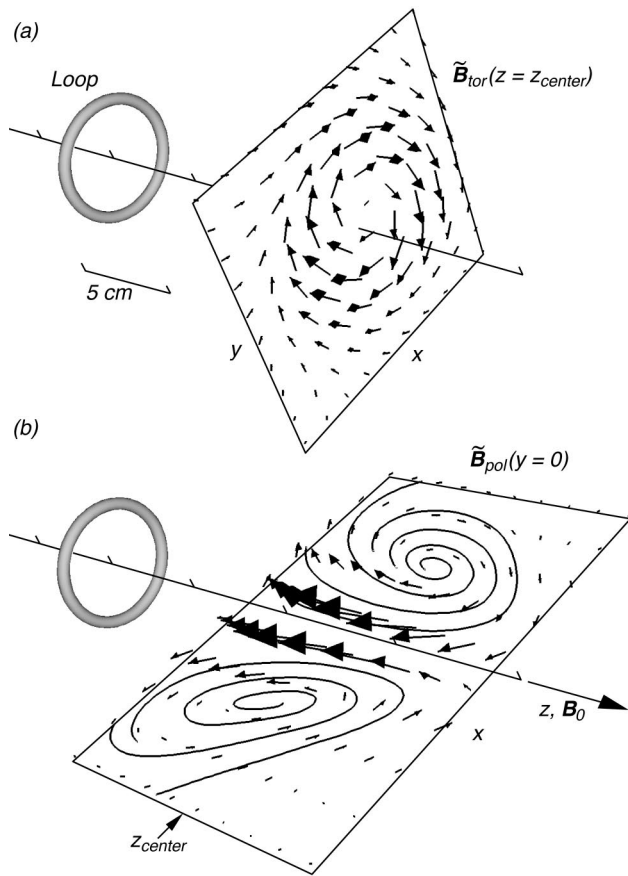 (a)
Loop
B̃tor(z = zcenter)
5 cm
y
x
(b)
B̃pol(y = 0)
z, B0
x
zcenter